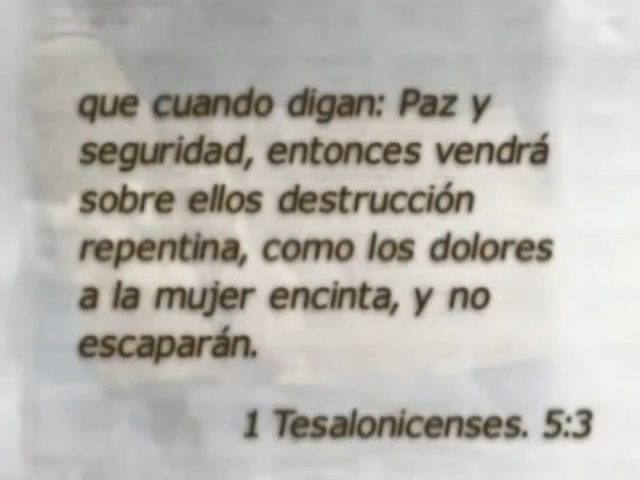 que cuando digan: Paz y
seguridad, entonces vendrá
sobre ellos destrucción
repentina, como los dolores
a la mujer encinta, y no
escaparán.
1 Tesalonicenses. 5:3